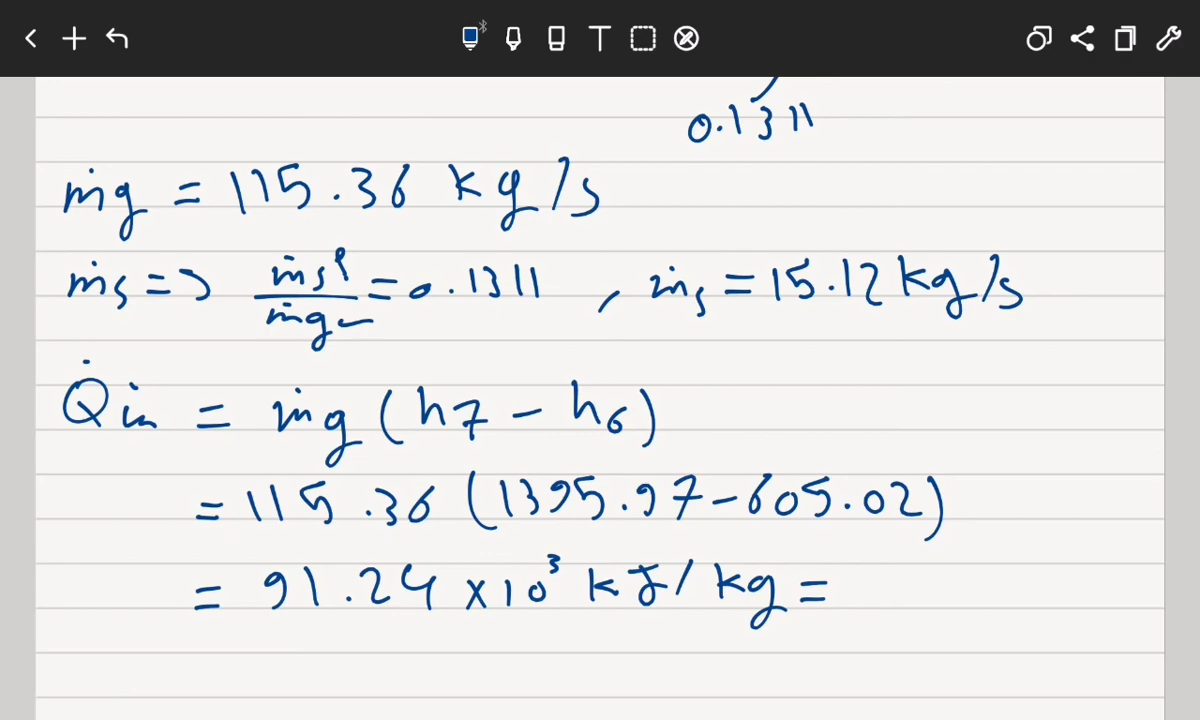 0.1311
ṁg = 115.36 kg/s
ṁs => ṁs?/ṁg = 0.1311 , ṁs = 15.12 kg/s
Q̇in = ṁg (h7 - h6)
= 115.36 (1395.97 - 605.02)
= 91.24 x 10³ kJ/kg =